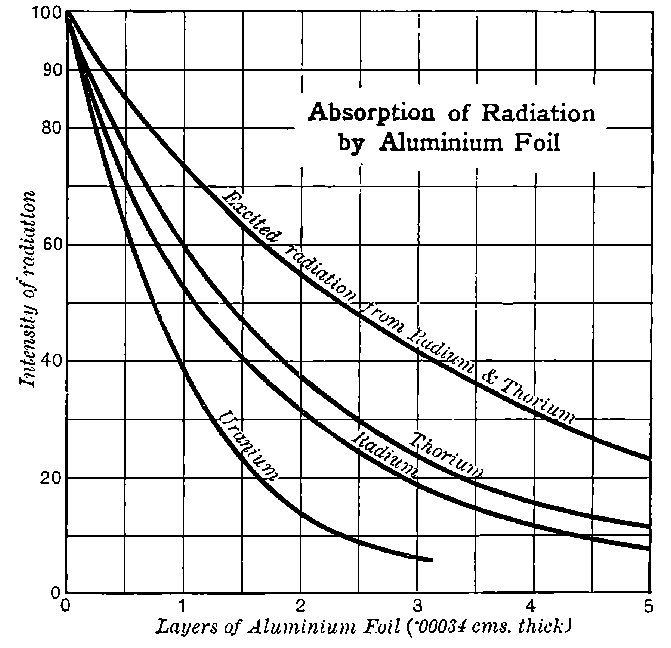 100
90
80
60
40
20
0
Intensity of radiation
Absorption of Radiation
by Aluminium Foil
Excited radiation from Radium & Thorium
Thorium
Radium
Uranium
0 1 2 3 4 5
Layers of Aluminium Foil (·00034 cms. thick)